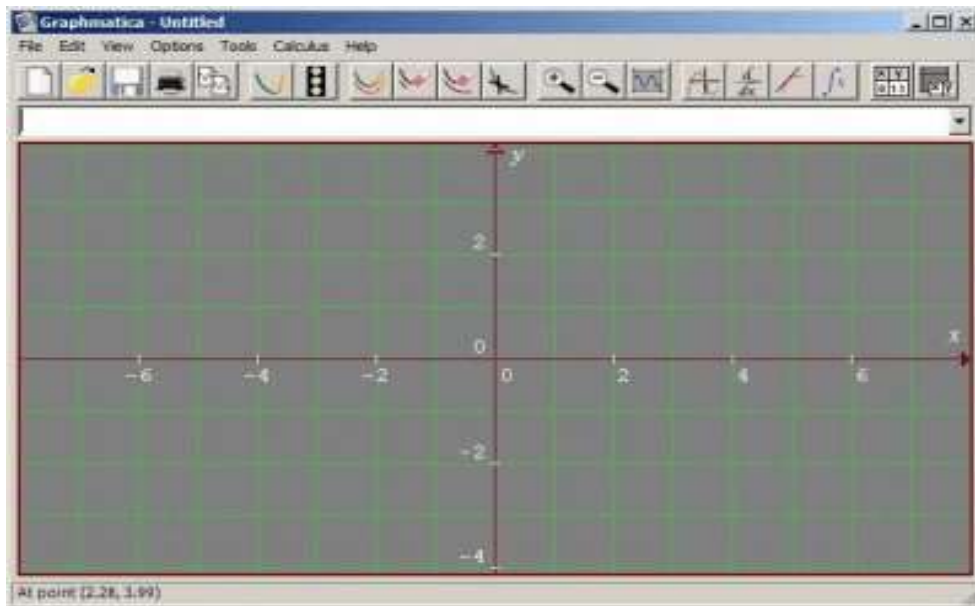 Graphmatica - Untitled
File Edit View Options Tools Calculus Help
y
2
0
x
-6 -4 -2 0 2 4 6
-2
-4
At point (2.28, 3.99)